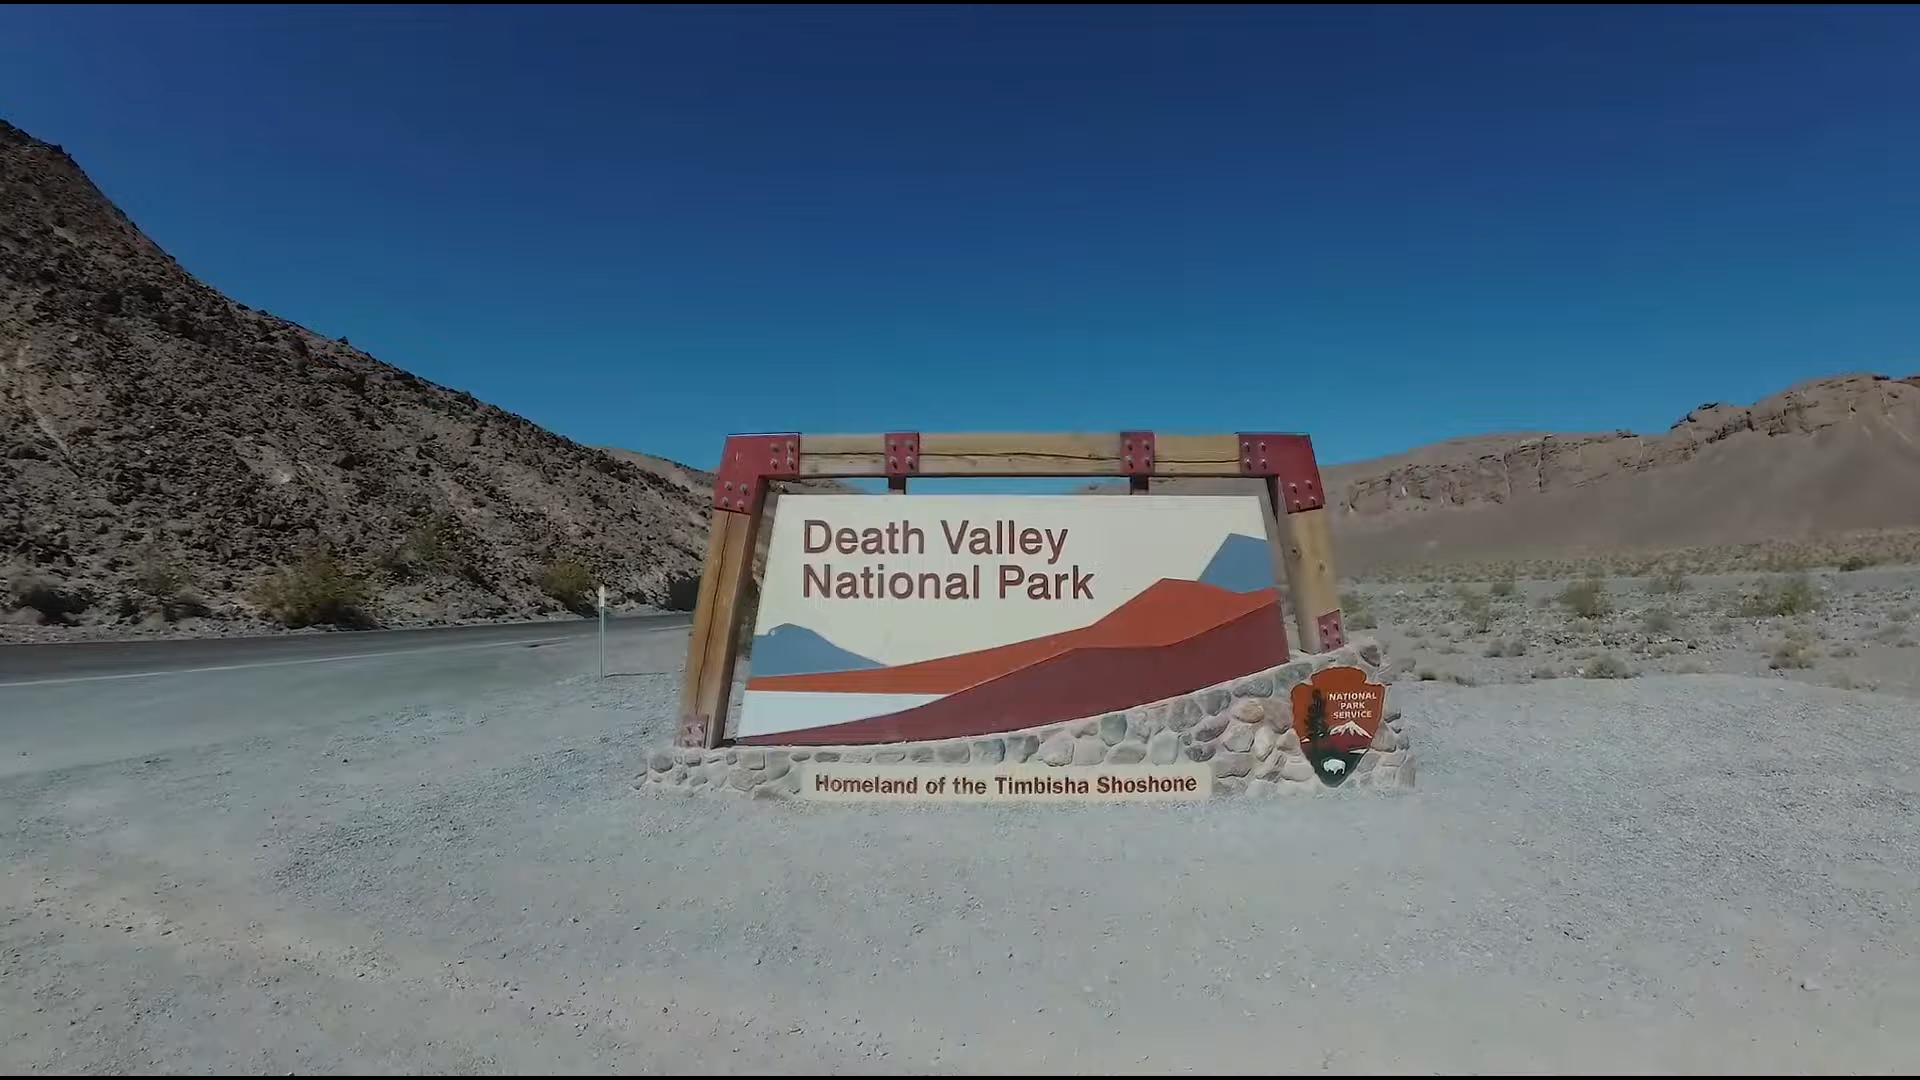 Death Valley
National Park
NATIONAL
PARK
SERVICE
Homeland of the Timbisha Shoshone